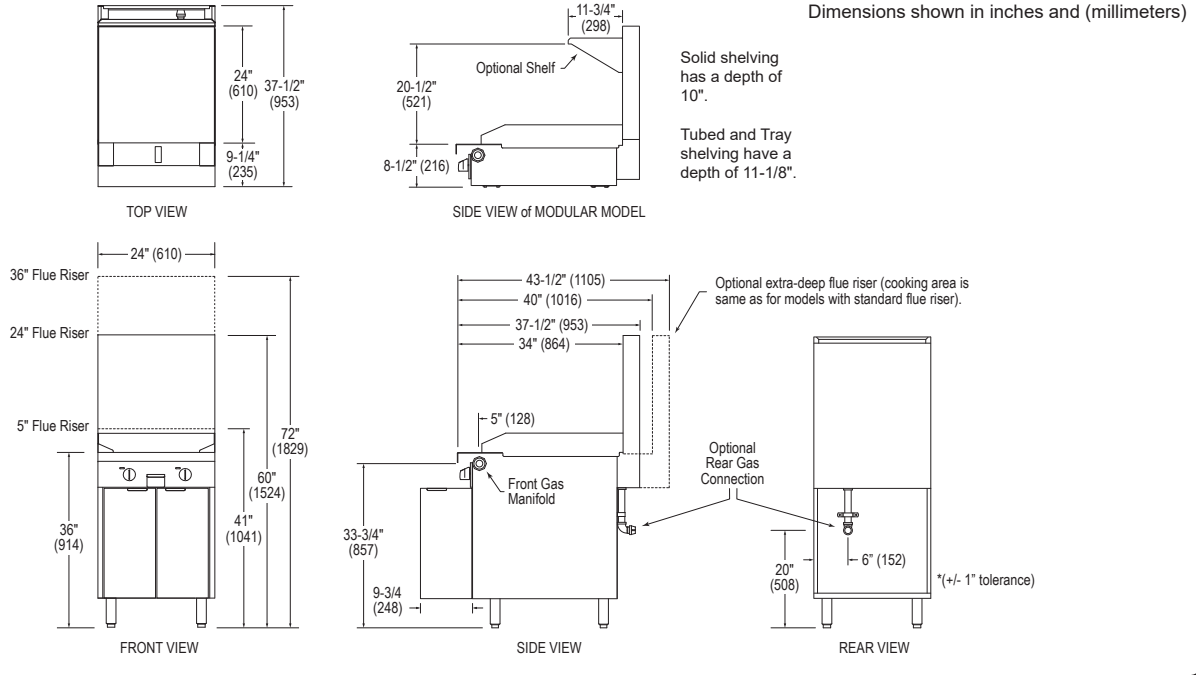 Dimensions shown in inches and (millimeters)
24"
(610)
37-1/2"
(953)
9-1/4"
(235)
TOP VIEW
11-3/4"
(298)
Optional Shelf
20-1/2"
(521)
8-1/2" (216)
SIDE VIEW of MODULAR MODEL
Solid shelving
has a depth of
10".
Tubed and Tray
shelving have a
depth of 11-1/8".
24" (610)
36" Flue Riser
24" Flue Riser
5" Flue Riser
72"
(1829)
60"
(1524)
41"
(1041)
36"
(914)
FRONT VIEW
43-1/2" (1105)
40" (1016)
37-1/2" (953)
34" (864)
5" (128)
Front Gas
Manifold
33-3/4"
(857)
9-3/4
(248)
SIDE VIEW
Optional extra-deep flue riser (cooking area is
same as for models with standard flue riser).
Optional
Rear Gas
Connection
20"
(508)
6” (152)
*(+/- 1” tolerance)
REAR VIEW